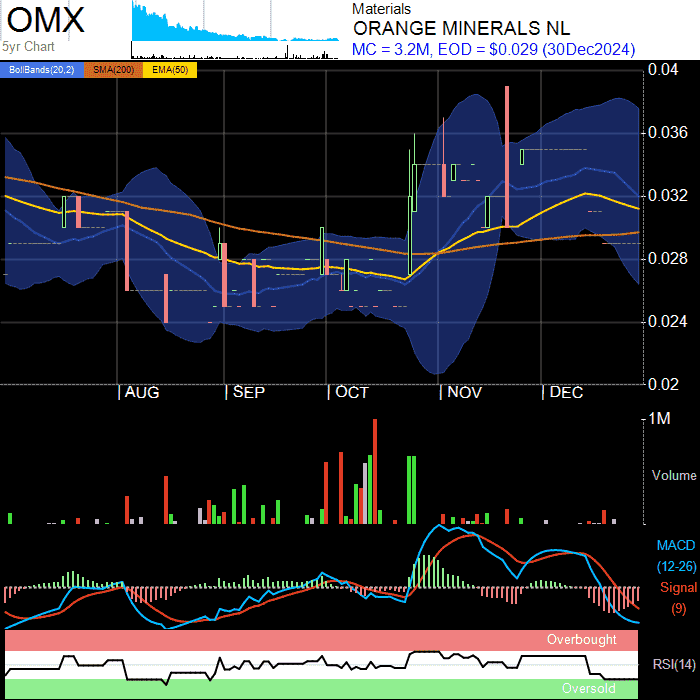 OMX
5yr Chart
Materials
ORANGE MINERALS NL
MC = 3.2M, EOD = $0.029 (30Dec2024)
BollBands(20,2) SMA(200) EMA(50)
0.04
0.036
0.032
0.028
0.024
0.02
AUG SEP OCT NOV DEC
1M
Volume
MACD
(12-26)
Signal
(9)
Overbought
RSI(14)
Oversold